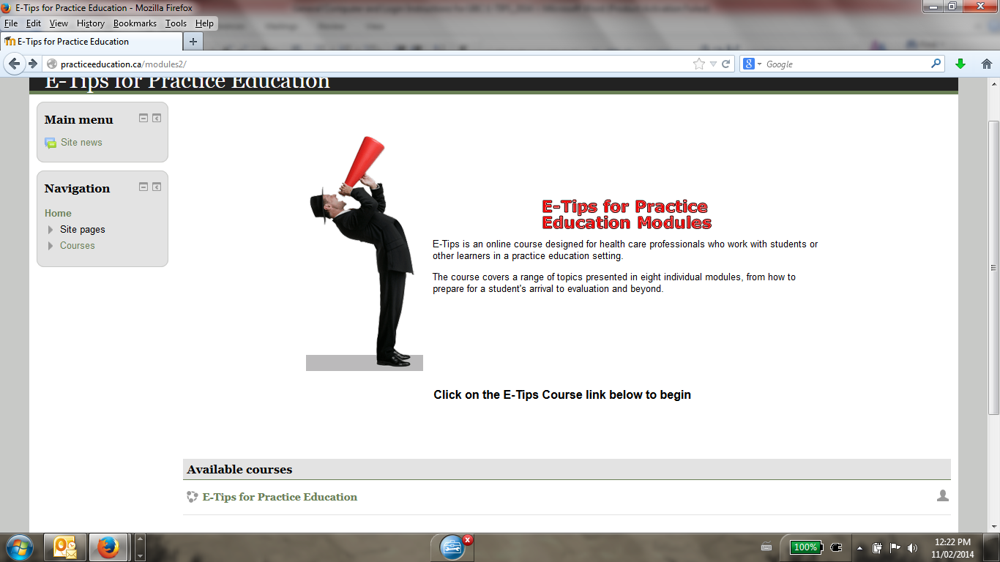 E-Tips for Practice Education - Mozilla Firefox
File Edit View History Bookmarks Tools Help
E-Tips for Practice Education
practiceeducation.ca/modules2/
Google
E-Tips for Practice Education
Main menu
Site news
Navigation
Home
Site pages
Courses
E-Tips for Practice
Education Modules
E-Tips is an online course designed for health care professionals who work with students or
other learners in a practice education setting.
The course covers a range of topics presented in eight individual modules, from how to
prepare for a student's arrival to evaluation and beyond.
Click on the E-Tips Course link below to begin
Available courses
E-Tips for Practice Education
100%
12:22 PM
11/02/2014